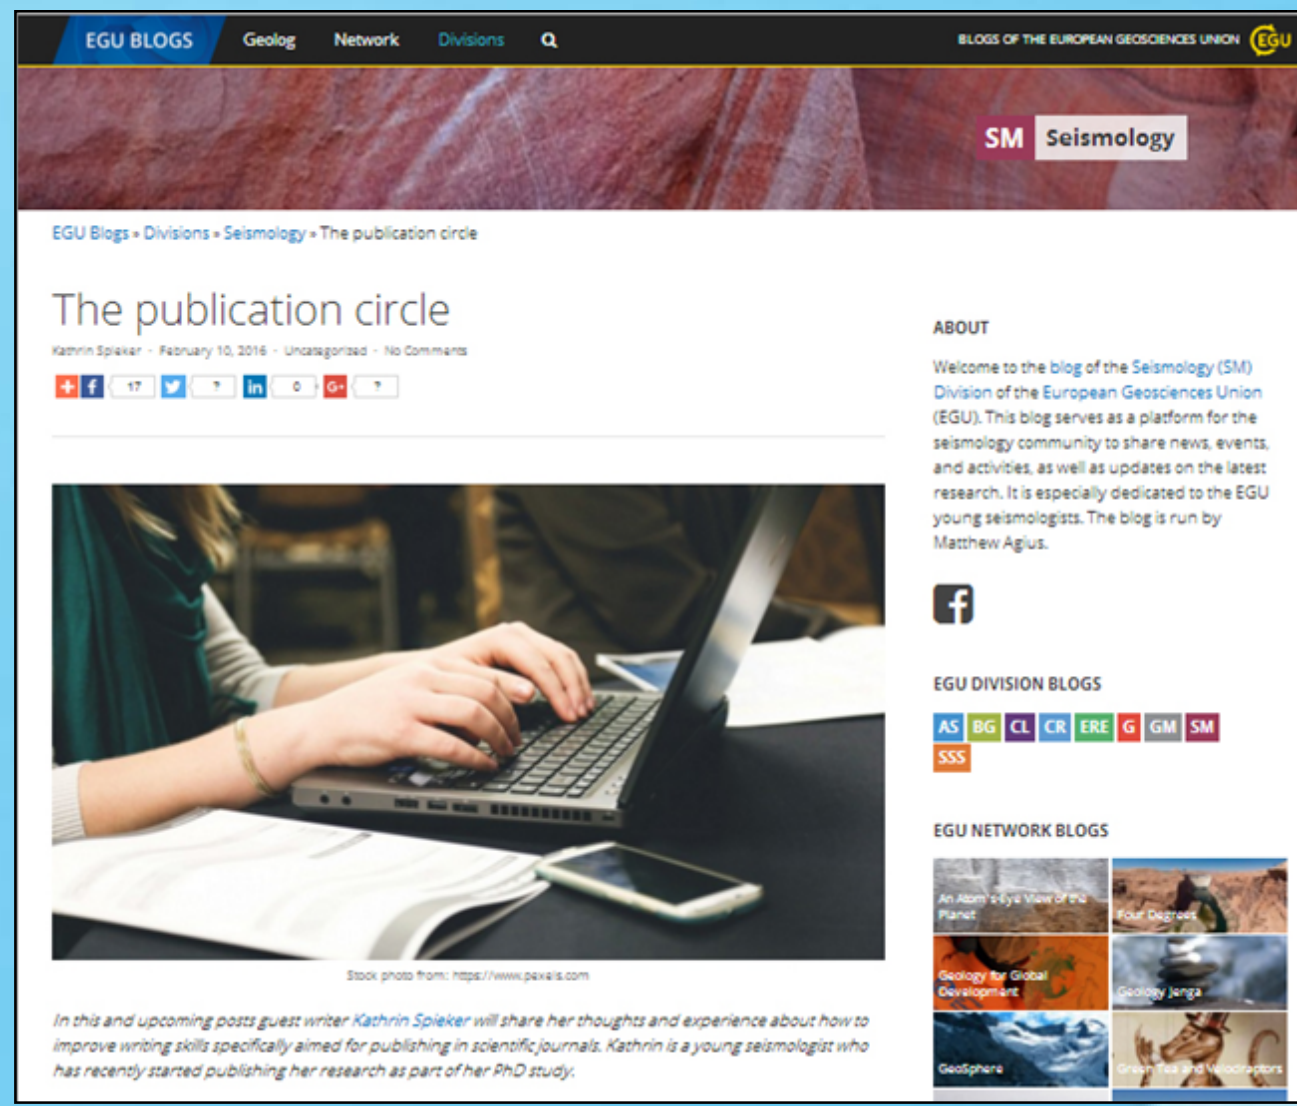 EGU BLOGS Geolog Network Divisions
BLOGS OF THE EUROPEAN GEOSCIENCES UNION EGU
SM Seismology
EGU Blogs » Divisions » Seismology » The publication circle
The publication circle
Kathrin Spieker - February 10, 2016 - Uncategorized - No Comments
17 ? in 0 G+ ?
Stock photo from: https://www.pexels.com
In this and upcoming posts guest writer Kathrin Spieker will share her thoughts and experience about how to
improve writing skills specifically aimed for publishing in scientific journals. Kathrin is a young seismologist who
has recently started publishing her research as part of her PhD study.
ABOUT
Welcome to the blog of the Seismology (SM)
Division of the European Geosciences Union
(EGU). This blog serves as a platform for the
seismology community to share news, events,
and activities, as well as updates on the latest
research. It is especially dedicated to the EGU
young seismologists. The blog is run by
Matthew Agius.
EGU DIVISION BLOGS
AS BG CL CR ERE G GM SM
SSS
EGU NETWORK BLOGS
An Atom's-Eye View of the
Planet
Four Degrees
Geology for Global
Development
Geology Jenga
GeoSphere
Green Tea and Velociraptors